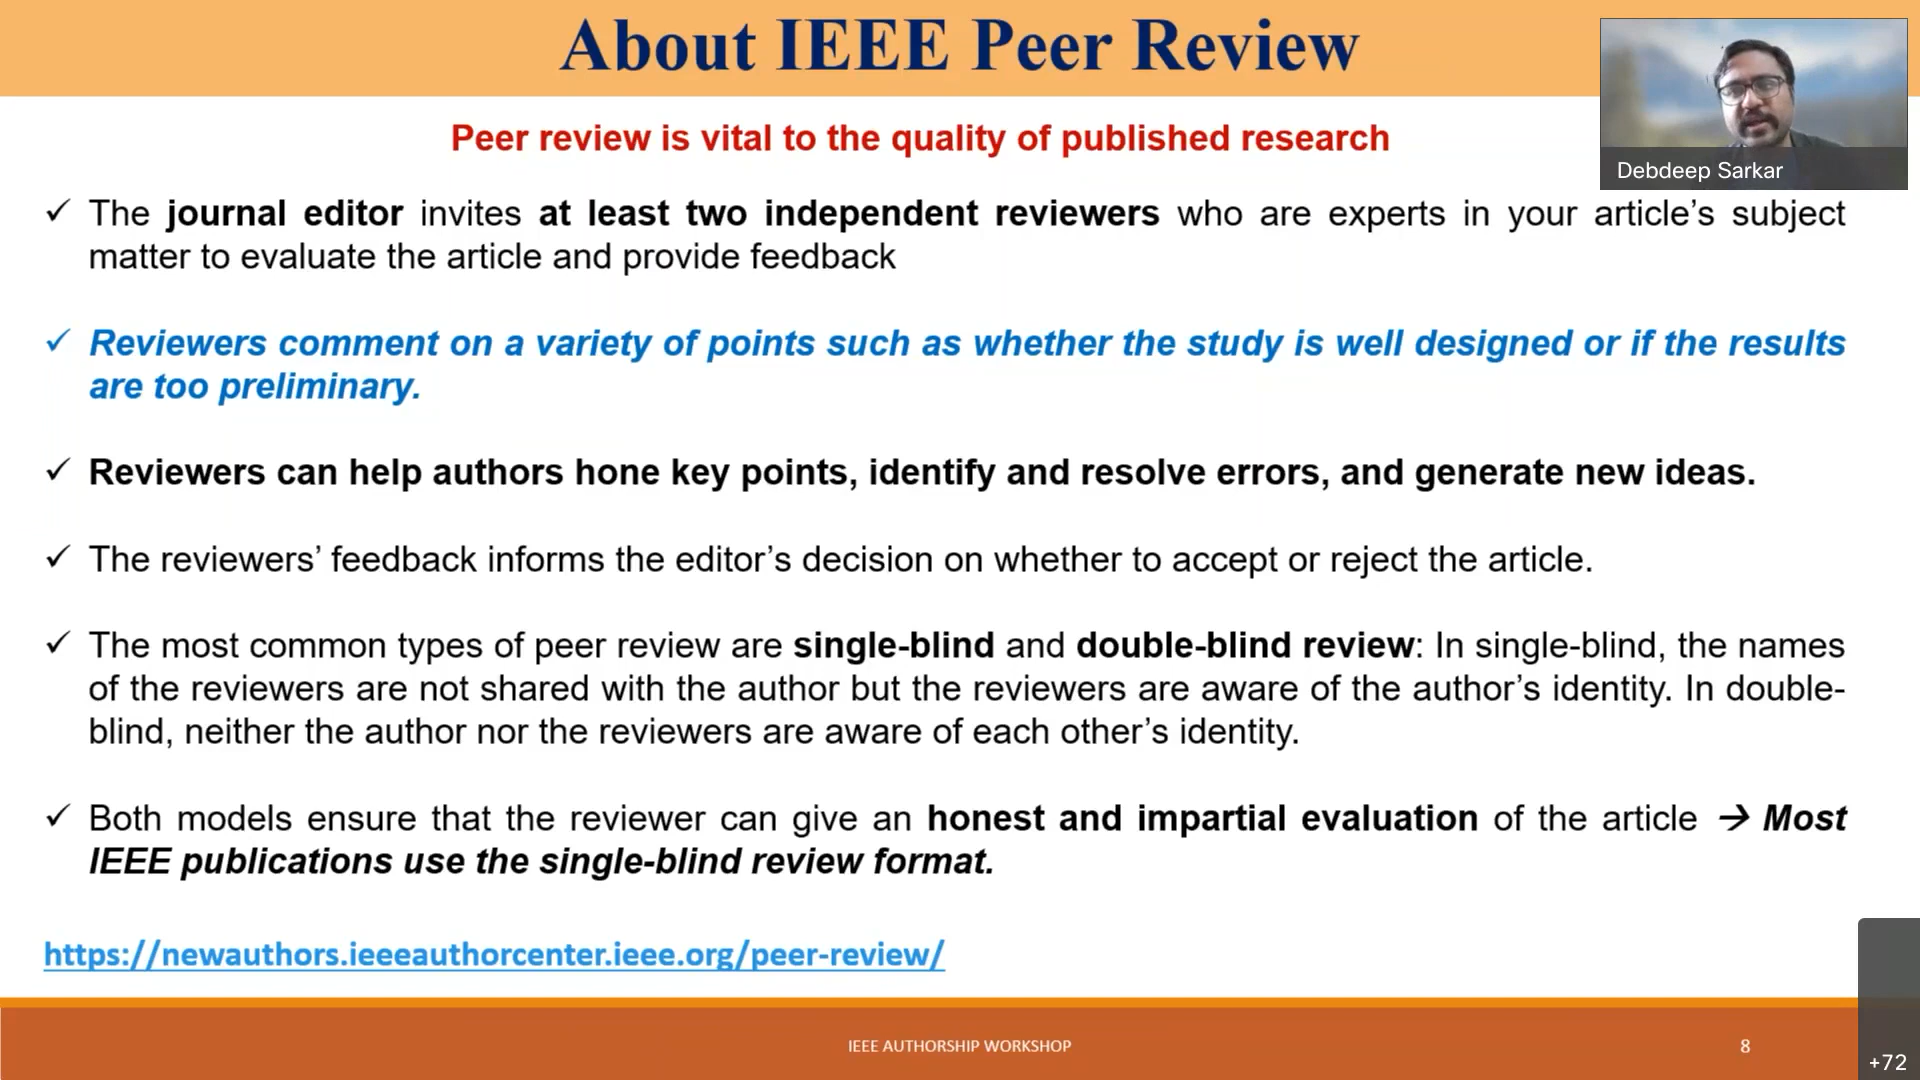 About IEEE Peer Review
Debdeep Sarkar
Peer review is vital to the quality of published research
✓ The journal editor invites at least two independent reviewers who are experts in your article’s subject
matter to evaluate the article and provide feedback
✓ Reviewers comment on a variety of points such as whether the study is well designed or if the results
are too preliminary.
✓ Reviewers can help authors hone key points, identify and resolve errors, and generate new ideas.
✓ The reviewers’ feedback informs the editor’s decision on whether to accept or reject the article.
✓ The most common types of peer review are single-blind and double-blind review: In single-blind, the names
of the reviewers are not shared with the author but the reviewers are aware of the author’s identity. In double-
blind, neither the author nor the reviewers are aware of each other’s identity.
✓ Both models ensure that the reviewer can give an honest and impartial evaluation of the article → Most
IEEE publications use the single-blind review format.
https://newauthors.ieeeauthorcenter.ieee.org/peer-review/
IEEE AUTHORSHIP WORKSHOP
8
+72